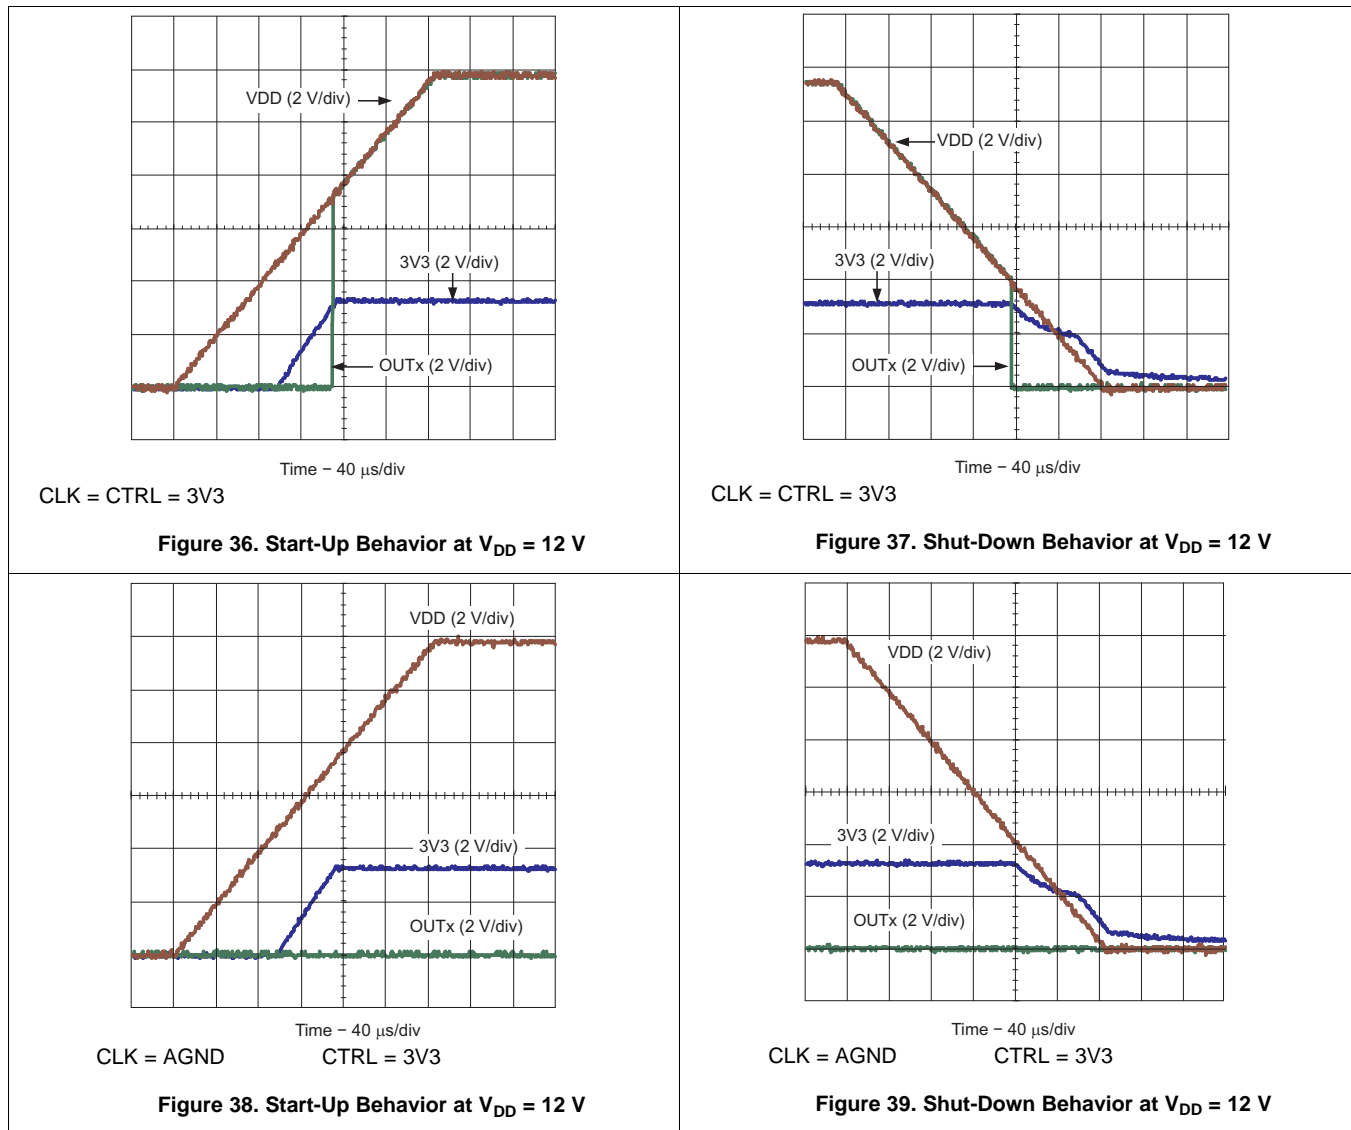 VDD (2 V/div)
3V3 (2 V/div)
OUTx (2 V/div)
Time − 40 µs/div
CLK = CTRL = 3V3
Figure 36. Start-Up Behavior at VDD = 12 V
VDD (2 V/div)
3V3 (2 V/div)
OUTx (2 V/div)
Time − 40 µs/div
CLK = CTRL = 3V3
Figure 37. Shut-Down Behavior at VDD = 12 V
VDD (2 V/div)
3V3 (2 V/div)
OUTx (2 V/div)
Time − 40 µs/div
CLK = AGND CTRL = 3V3
Figure 38. Start-Up Behavior at VDD = 12 V
VDD (2 V/div)
3V3 (2 V/div)
OUTx (2 V/div)
Time − 40 µs/div
CLK = AGND CTRL = 3V3
Figure 39. Shut-Down Behavior at VDD = 12 V